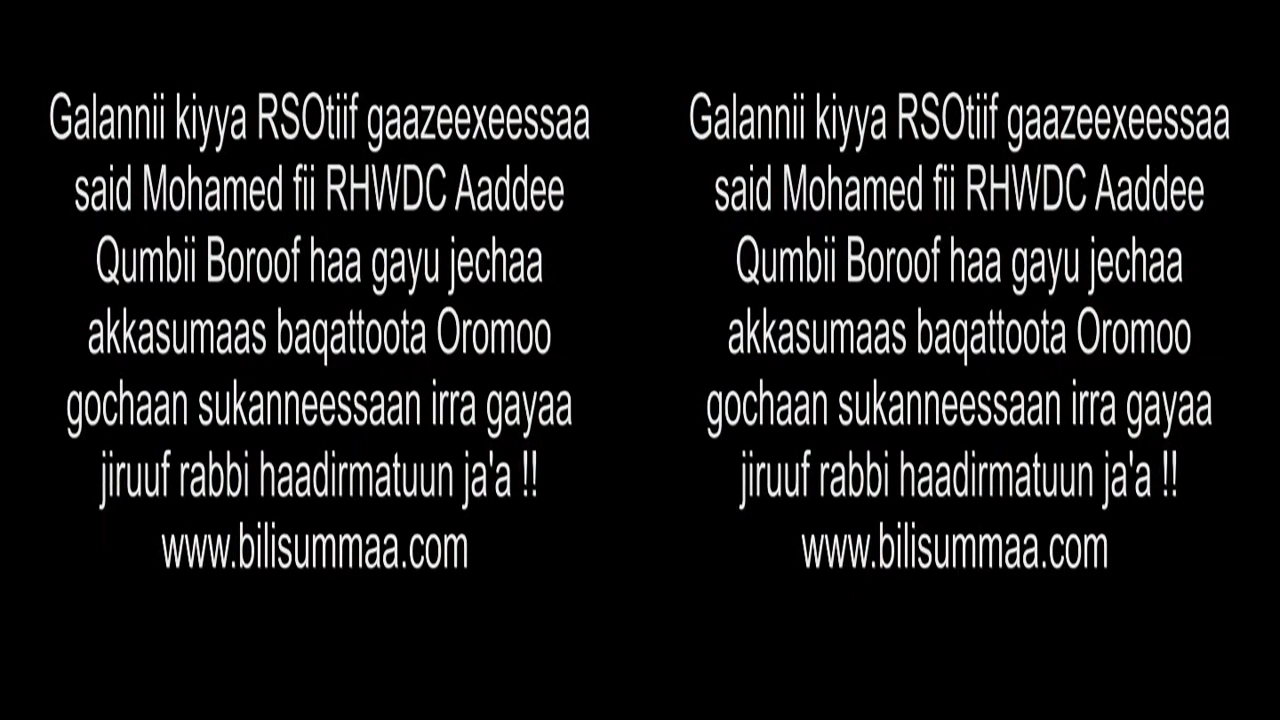 Galannii kiyya RSOtiif gaazeexeessaa
said Mohamed fii RHWDC Aaddee
Qumbii Boroof haa gayu jechaa
akkasumaas baqattoota Oromoo
gochaan sukanneessaan irra gayaa
jiruuf rabbi haadirmatuun ja'a !!
www.bilisummaa.com
Galannii kiyya RSOtiif gaazeexeessaa
said Mohamed fii RHWDC Aaddee
Qumbii Boroof haa gayu jechaa
akkasumaas baqattoota Oromoo
gochaan sukanneessaan irra gayaa
jiruuf rabbi haadirmatuun ja'a !!
www.bilisummaa.com